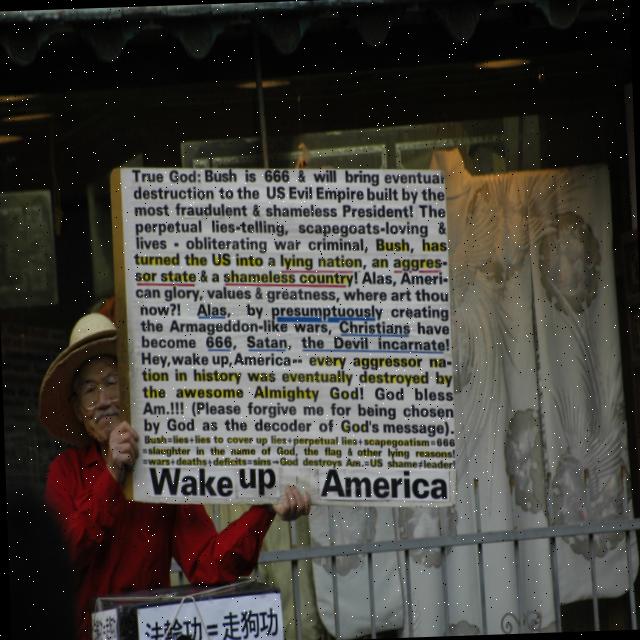 True God: Bush is 666 & will bring eventual
destruction to the US Evil Empire built by the
most fraudulent & shameless President! The
perpetual lies-telling, scapegoats-loving &
lives - obliterating war criminal, Bush, has
turned the US into a lying nation, an aggres-
sor state & a shameless country! Alas, Ameri-
can glory, values & greatness, where art thou
now?! Alas, by presumptuously creating
the Armageddon-like wars, Christians have
become 666, Satan, the Devil incarnate!
Hey, wake up, America-- every aggressor na-
tion in history was eventually destroyed by
the awesome Almighty God! God bless
Am.!!! (Please forgive me for being chosen
by God as the decoder of God's message).
Bush=lies+lies to cover up lies+perpetual lies+scapegoatism=666
=slaughter in the name of God, the flag & other lying reasons
=wars+deaths+deficits=sins→God destroys Am.=US shame/leader
Wake up America
法輪功=走狗功